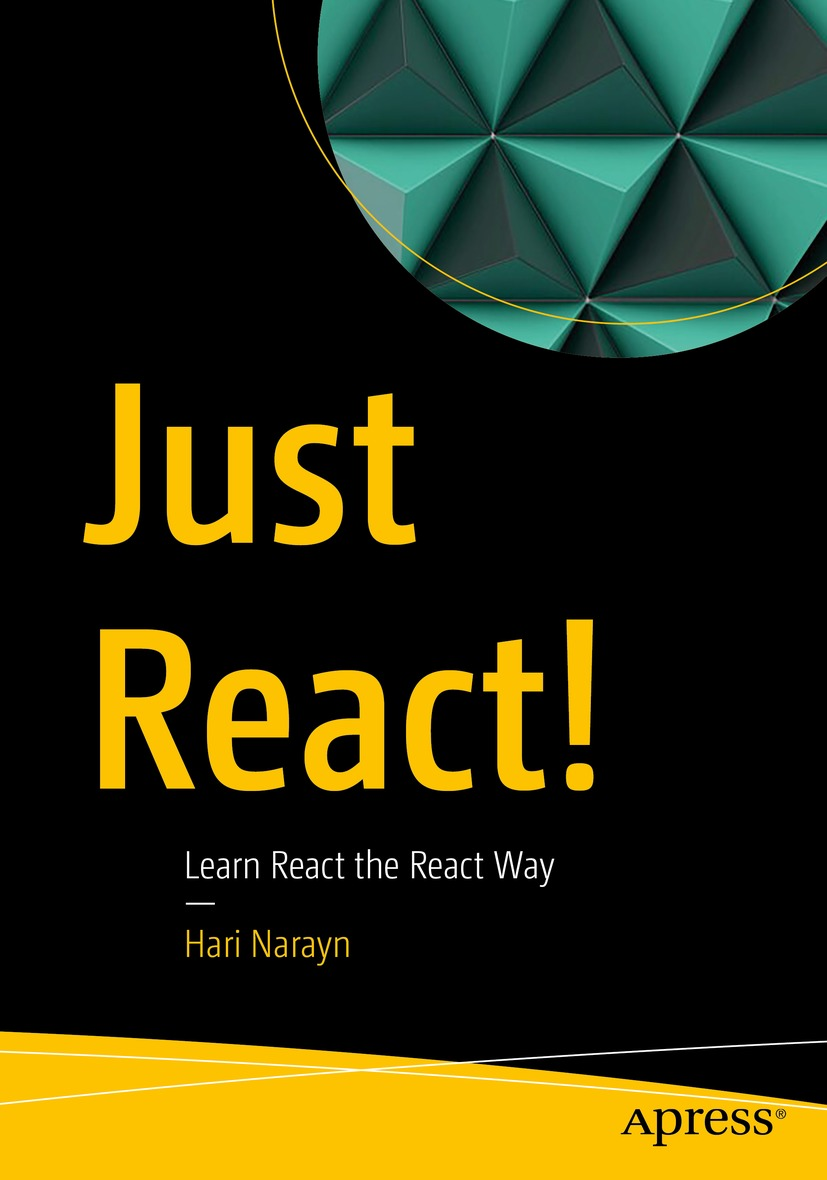 Just
React!
Learn React the React Way
—
Hari Narayn
Apress®